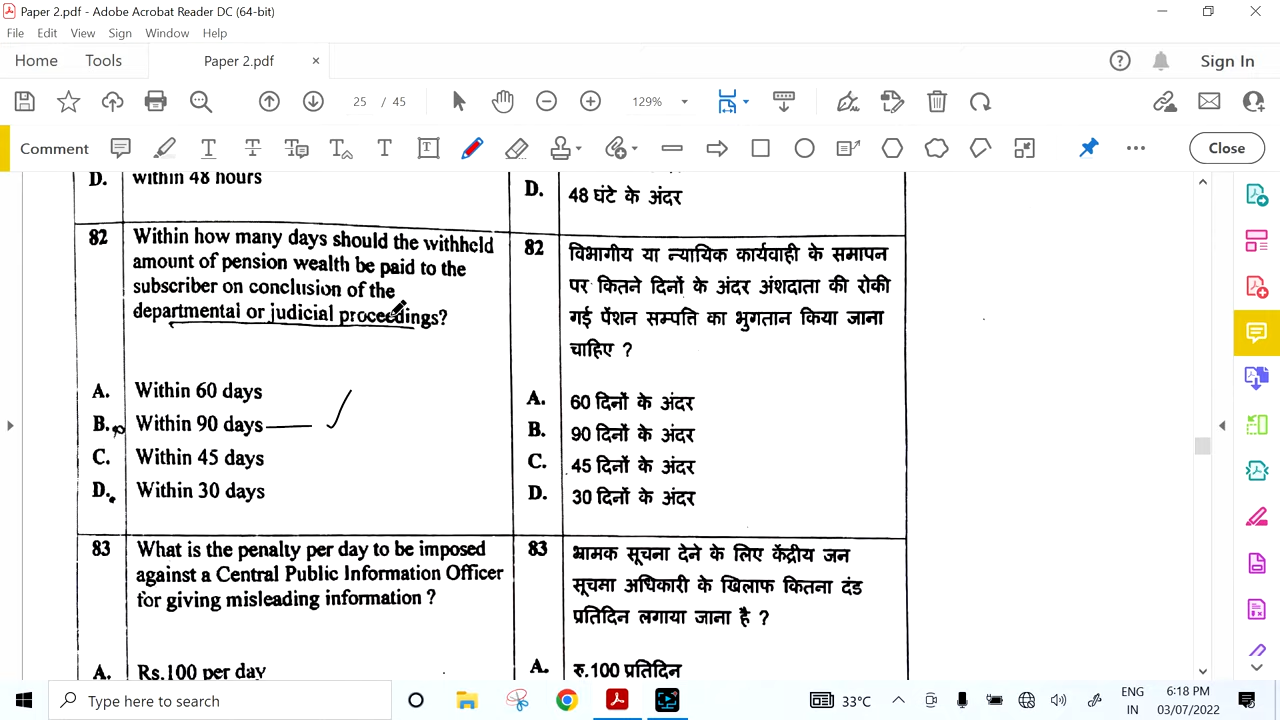 Paper 2.pdf - Adobe Acrobat Reader DC (64-bit)
File Edit View Sign Window Help
Home Tools Paper 2.pdf × Sign In
25 / 45 129%
Comment Close
D. within 48 hours
D. 48 घंटे के अंदर
82 Within how many days should the withheld
amount of pension wealth be paid to the
subscriber on conclusion of the
departmental or judicial proceedings?
A. Within 60 days
B. Within 90 days
C. Within 45 days
D. Within 30 days
82 विभागीय या न्यायिक कार्यवाही के समापन
पर कितने दिनों के अंदर अंशदाता की रोकी
गई पेंशन सम्पत्ति का भुगतान किया जाना
चाहिए ?
A. 60 दिनों के अंदर
B. 90 दिनों के अंदर
C. 45 दिनों के अंदर
D. 30 दिनों के अंदर
83 What is the penalty per day to be imposed
against a Central Public Information Officer
for giving misleading information ?
A. Rs.100 per day
83 भ्रामक सूचना देने के लिए केंद्रीय जन
सूचमा अधिकारी के खिलाफ कितना दंड
प्रतिदिन लगाया जाना है ?
A. रु.100 प्रतिदिन
Type here to search
33°C
ENG
IN
6:18 PM
03/07/2022